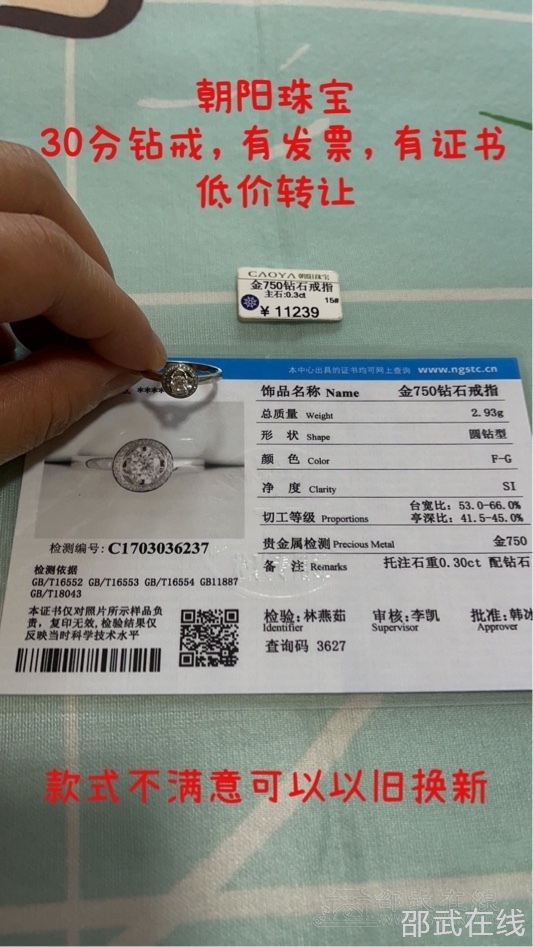 朝阳珠宝
30分钻戒，有发票，有证书
低价转让
CAOYA 朝阳珠宝
金750钻石戒指
主石:0.3ct
15#
¥ 11239
本中心出具的证书均可网上查询 www.ngstc.cn
饰品名称 Name 金750钻石戒指
总质量 Weight 2.93g
形 状 Shape 圆钻型
颜 色 Color F-G
净 度 Clarity SI
切工等级 Proportions 台宽比: 53.0-66.0%
亭深比: 41.5-45.0%
贵金属检测 Precious Metal 金750
备 注 Remarks 托注石重0.30ct 配钻石
检测编号: C1703036237
检测依据
GB/T16552 GB/T16553 GB/T16554 GB11887
GB/T18043
本证书仅对照片所示样品负
责, 复印无效, 检验结果仅
反映当时科学技术水平
检验: 林燕茹 审核: 李凯 批准: 韩冰
Identifier Supervisor Approver
查询码 3627
款式不满意可以以旧换新
邵武在线